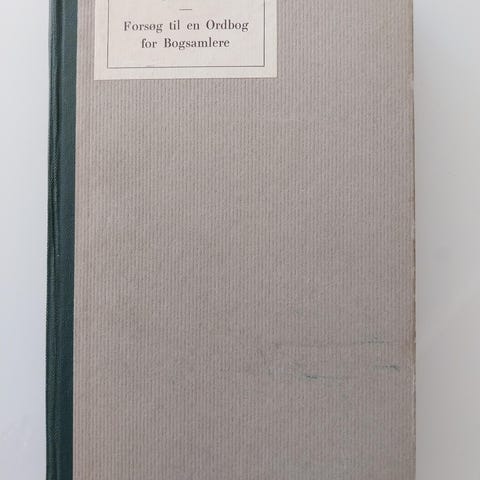 Forsøg til en Ordbog
for Bogsamlere